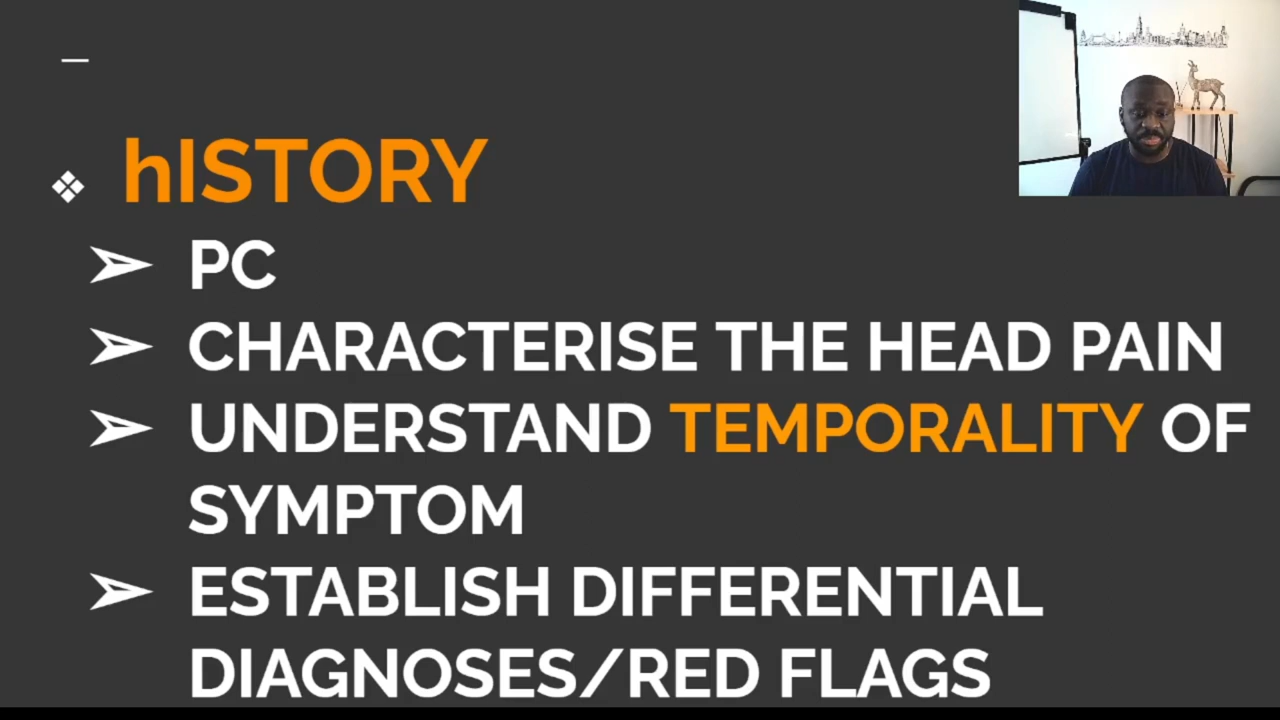 hISTORY
PC
CHARACTERISE THE HEAD PAIN
UNDERSTAND TEMPORALITY OF
SYMPTOM
ESTABLISH DIFFERENTIAL
DIAGNOSES/RED FLAGS